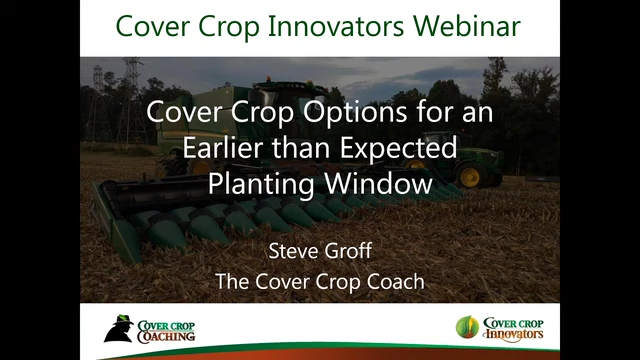 Cover Crop Innovators Webinar
Cover Crop Options for an
Earlier than Expected
Planting Window
Steve Groff
The Cover Crop Coach
COVER CROP
COACHING
COVER CROP
Innovators